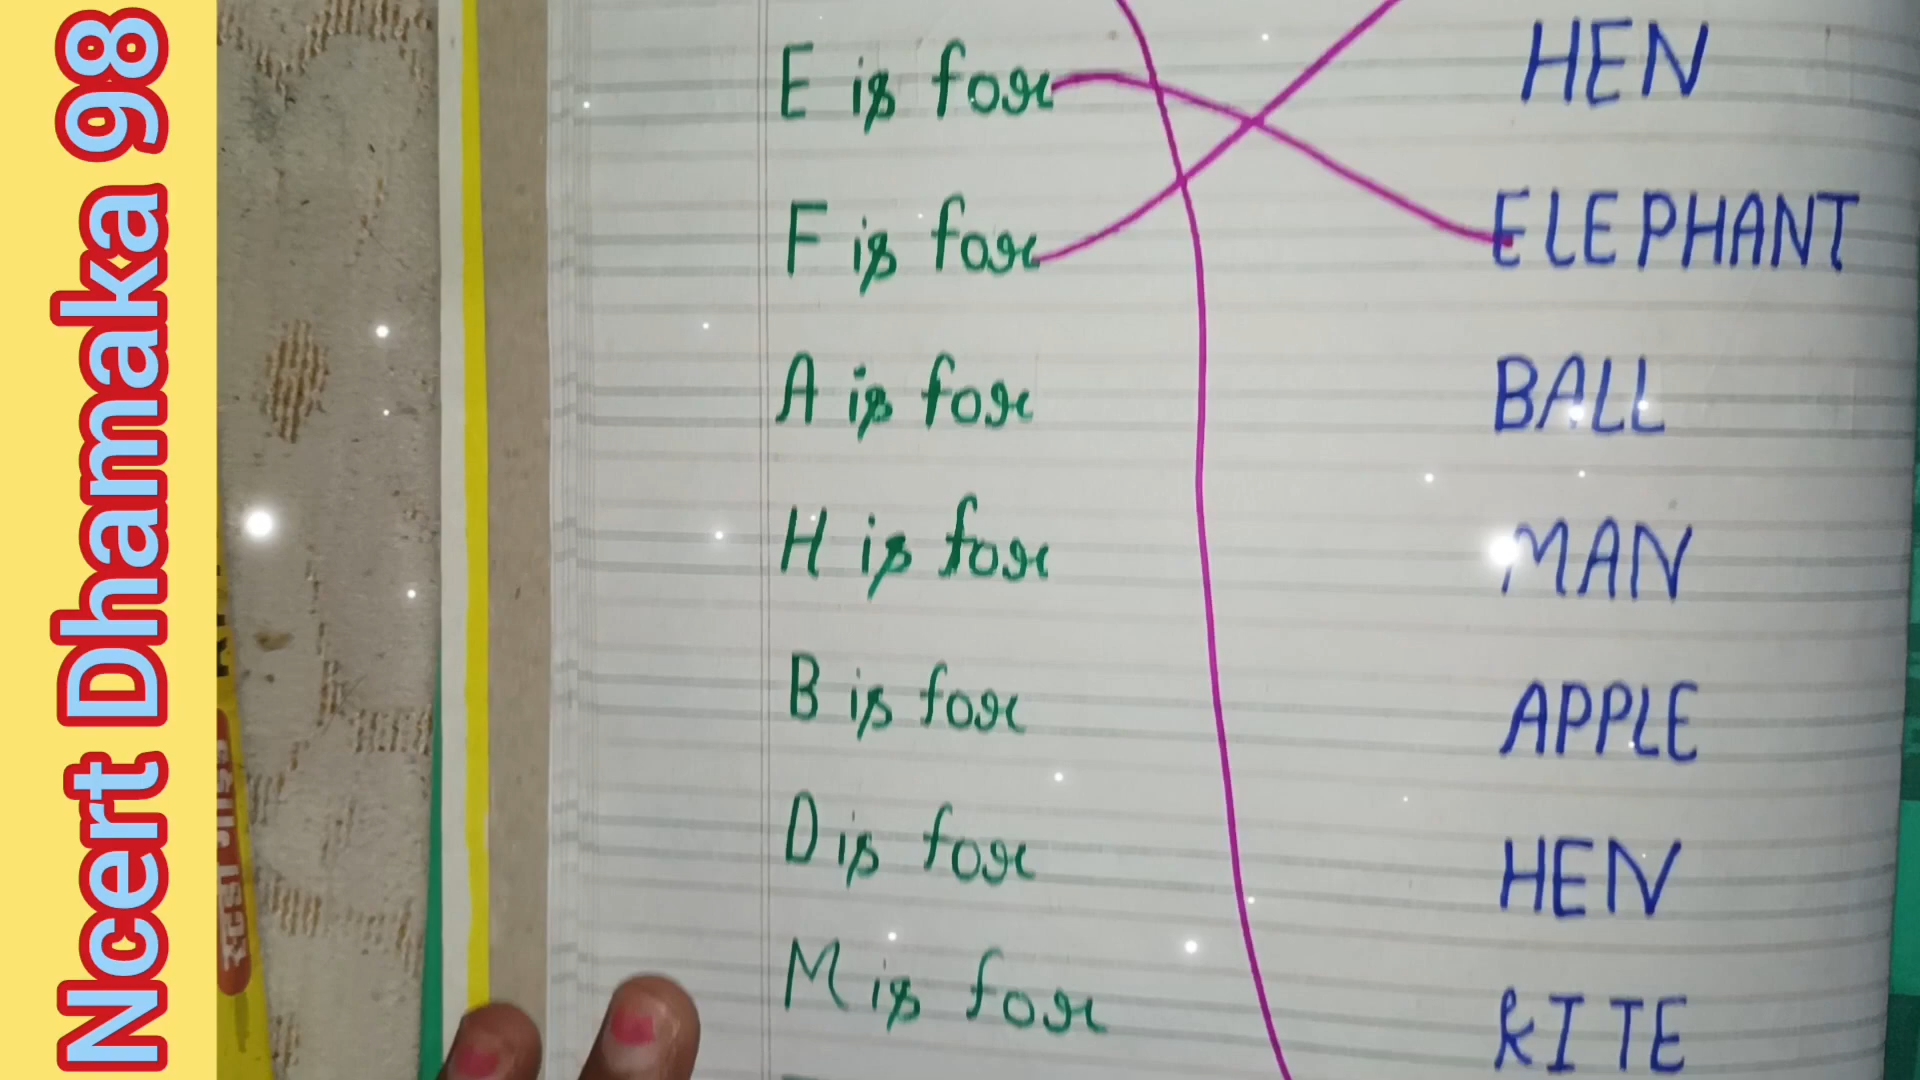 Ncert Dhamaka 98
E is for HEN
F is for ELEPHANT
A is for BALL
H is for MAN
B is for APPLE
D is for HEN
M is for KITE